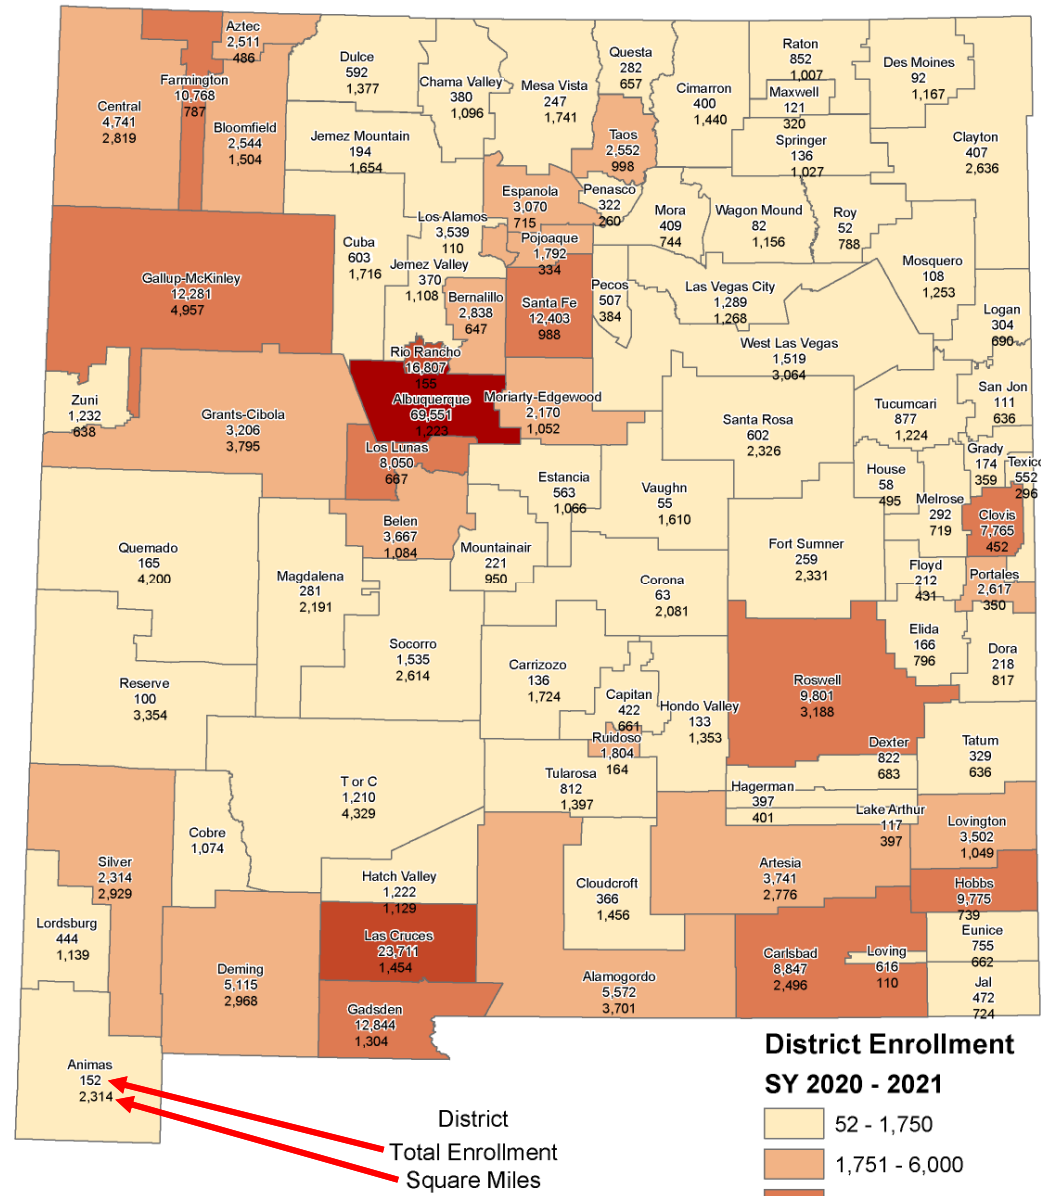 Aztec
2,511
486
Farmington
10,768
787
Central
4,741
2,819
Bloomfield
2,544
1,504
Dulce
592
1,377
Chama Valley
380
1,096
Mesa Vista
247
1,741
Questa
282
657
Cimarron
400
1,440
Raton
852
1,007
Maxwell
121
320
Des Moines
92
1,167
Springer
136
1,027
Clayton
407
2,636
Jemez Mountain
194
1,654
Taos
2,552
998
Espanola
3,070
715
Penasco
322
260
Los Alamos
3,539
110
Pojoaque
1,792
334
Mora
409
744
Wagon Mound
82
1,156
Roy
52
788
Cuba
603
1,716
Jemez Valley
370
1,108
Gallup-McKinley
12,281
4,957
Mosquero
108
1,253
Bernalillo
2,838
647
Santa Fe
12,403
988
Pecos
507
384
Las Vegas City
1,289
1,268
Logan
304
690
West Las Vegas
1,519
3,064
Rio Rancho
16,807
155
Albuquerque
69,551
1,223
Moriarty-Edgewood
2,170
1,052
Zuni
1,232
638
Grants-Cibola
3,206
3,795
San Jon
111
636
Tucumcari
877
1,224
Santa Rosa
602
2,326
Los Lunas
8,050
667
Estancia
563
1,066
Vaughn
55
1,610
House
58
495
Grady
174
359
Texico
552
296
Melrose
292
719
Clovis
7,765
452
Belen
3,667
1,084
Quemado
165
4,200
Magdalena
281
2,191
Mountainair
221
950
Fort Sumner
259
2,331
Floyd
212
431
Portales
2,617
350
Corona
63
2,081
Socorro
1,535
2,614
Elida
166
796
Dora
218
817
Carrizozo
136
1,724
Reserve
100
3,354
Capitan
422
661
Hondo Valley
133
1,353
Roswell
9,801
3,188
Ruidoso
1,804
164
Dexter
822
683
Tatum
329
636
Tularosa
812
1,397
Hagerman
397
401
T or C
1,210
4,329
Lake Arthur
117
397
Lovington
3,502
1,049
Cobre
1,074
Silver
2,314
2,929
Hatch Valley
1,222
1,129
Cloudcroft
366
1,456
Artesia
3,741
2,776
Hobbs
9,775
739
Lordsburg
444
1,139
Las Cruces
23,711
1,454
Eunice
755
662
Carlsbad
8,847
2,496
Loving
616
110
Deming
5,115
2,968
Alamogordo
5,572
3,701
Jal
472
724
Gadsden
12,844
1,304
Animas
152
2,314
District
Total Enrollment
Square Miles
District Enrollment
SY 2020 - 2021
52 - 1,750
1,751 - 6,000